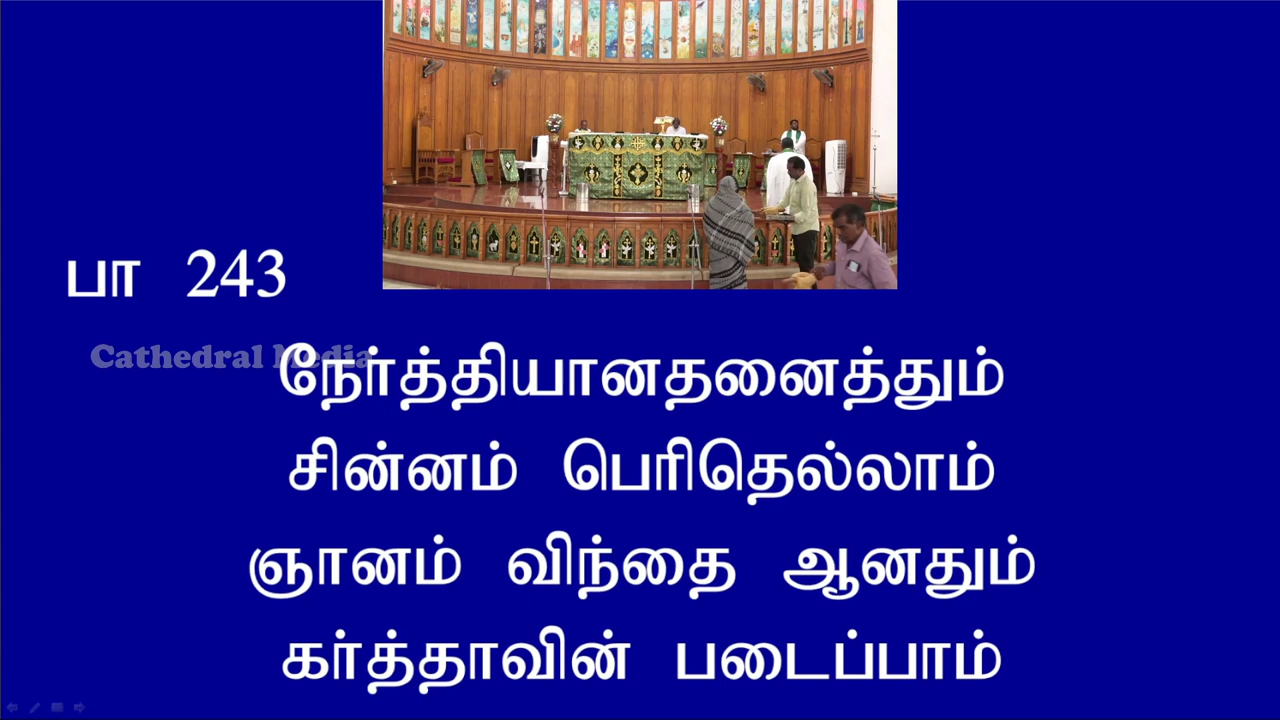 பா 243
Cathedral Media
நேர்த்தியானதனைத்தும்
சின்னம் பெரிதெல்லாம்
ஞானம் விந்தை ஆனதும்
கர்த்தாவின் படைப்பாம்